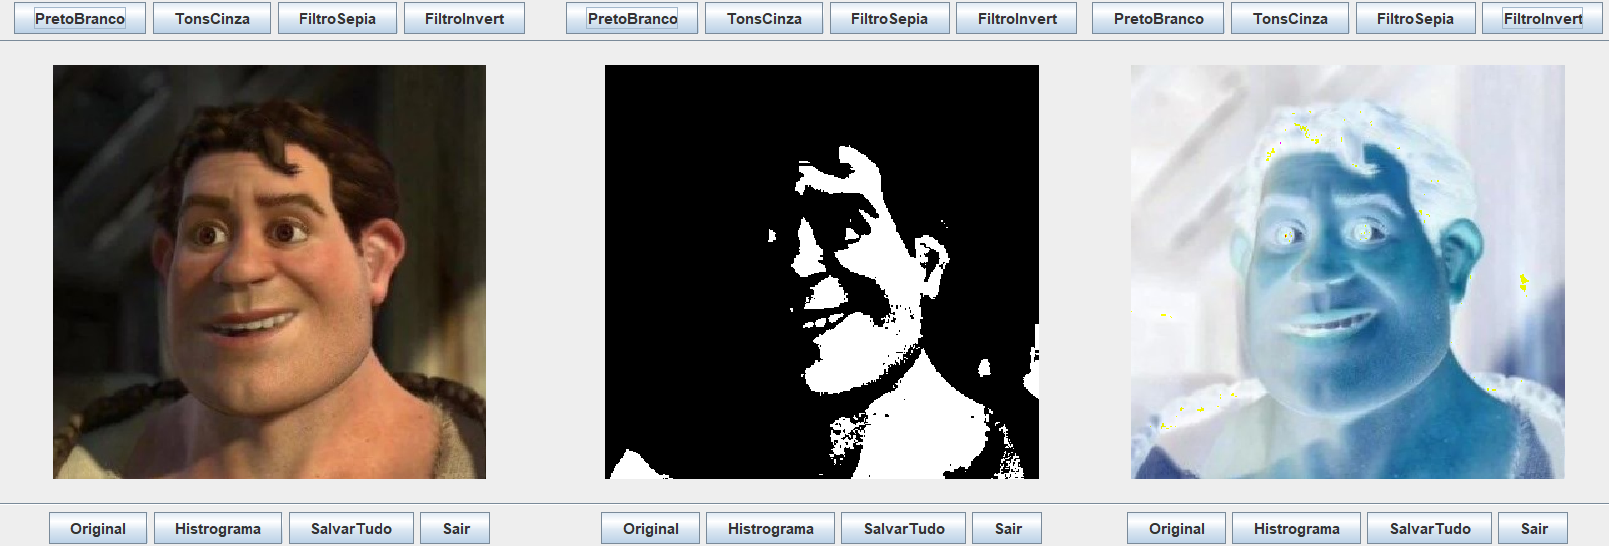 PretoBranco TonsCinza FiltroSepia FiltroInvert PretoBranco TonsCinza FiltroSepia FiltroInvert PretoBranco TonsCinza FiltroSepia FiltroInvert
Original Histrograma SalvarTudo Sair Original Histrograma SalvarTudo Sair Original Histrograma SalvarTudo Sair